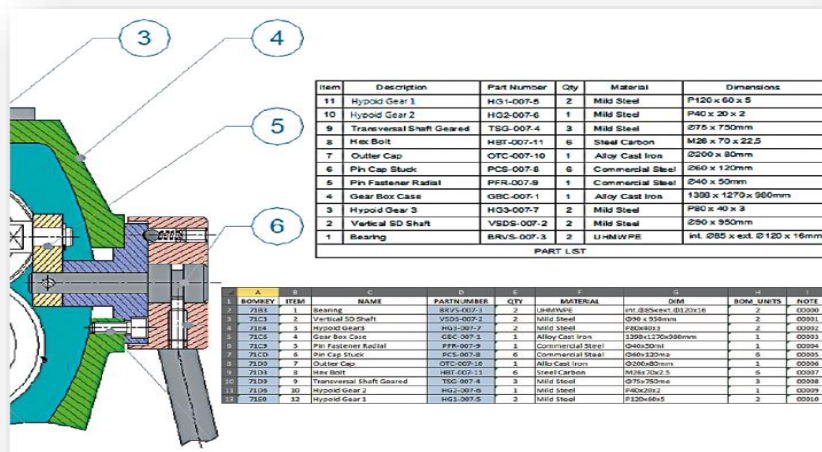 3
4
5
6
Item Description Part Number Qty Material Dimensions
11 Hypoid Gear 1 HG1-007-5 2 Mild Steel P120 x 60 x 5
10 Hypoid Gear 2 HG2-007-6 1 Mild Steel P40 x 20 x 2
9 Transversal Shaft Geared TSG-007-4 3 Mild Steel Ø75 x 750mm
8 Hex Bolt HBT-007-11 6 Steel Carbon M26 x 70 x 22,5
7 Outter Cap OTC-007-10 1 Alloy Cast Iron Ø200 x 80mm
6 Pin Cap Stuck PCS-007-8 6 Commercial Steel Ø60 x 120mm
5 Pin Fastener Radial PFR-007-9 1 Commercial Steel Ø40 x 50mm
4 Gear Box Case GBC-007-1 1 Alloy Cast Iron 1398 x 1270 x 980mm
3 Hypoid Gear 3 HG3-007-7 2 Mild Steel P80 x 40 x 3
2 Vertical SD Shaft VSDS-007-2 2 Mild Steel Ø90 x 950mm
1 Bearing BRVS-007-3 2 UHMWPE int. Ø85 x ext. Ø120 x 16mm
PART LIST
A B C D E F G H I
1 BOMKEY ITEM NAME PARTNUMBER QTY MATERIAL DIM BOM_UNITS NOTE
2 71B3 1 Bearing BRVS-007-3 2 UHMWPE int.Ø85xext.Ø120x16 2 00000
3 71C3 2 Vertical SD Shaft VSDS-007-2 2 Mild Steel Ø90 x 950mm 2 00001
4 71E4 3 Hypoid Gear3 HG3-007-7 2 Mild Steel P80x40x3 2 00002
5 71C6 4 Gear Box Case GBC-007-1 1 Alloy Cast Iron 1398x1270x980mm 1 00003
6 5 Pin Fastener Radial PFR-007-9 1 Commercial Steel 1 00004
7 71CD 6 Pin Cap Stuck PCS-007-8 6 Commercial Steel 6 00005
8 71D0 7 Outter Cap OTC-007-10 1 Cast Iron Ø200x80mm 1 00006
9 71D3 8 Hex Bolt HBT-007-11 6 Steel Carbon M26x70x2.5 6 00007
10 71D9 9 Transversal Shaft Geared TSG-007-4 3 Mild Steel 3 00008
11 71D6 10 Hypoid Gear 2 HG2-007-6 1 Mild Steel P40x20x2 1 00009
13 71E0 12 Hypoid Gear 1 HG1-007-5 2 Mild Steel P120x60x5 2 00010